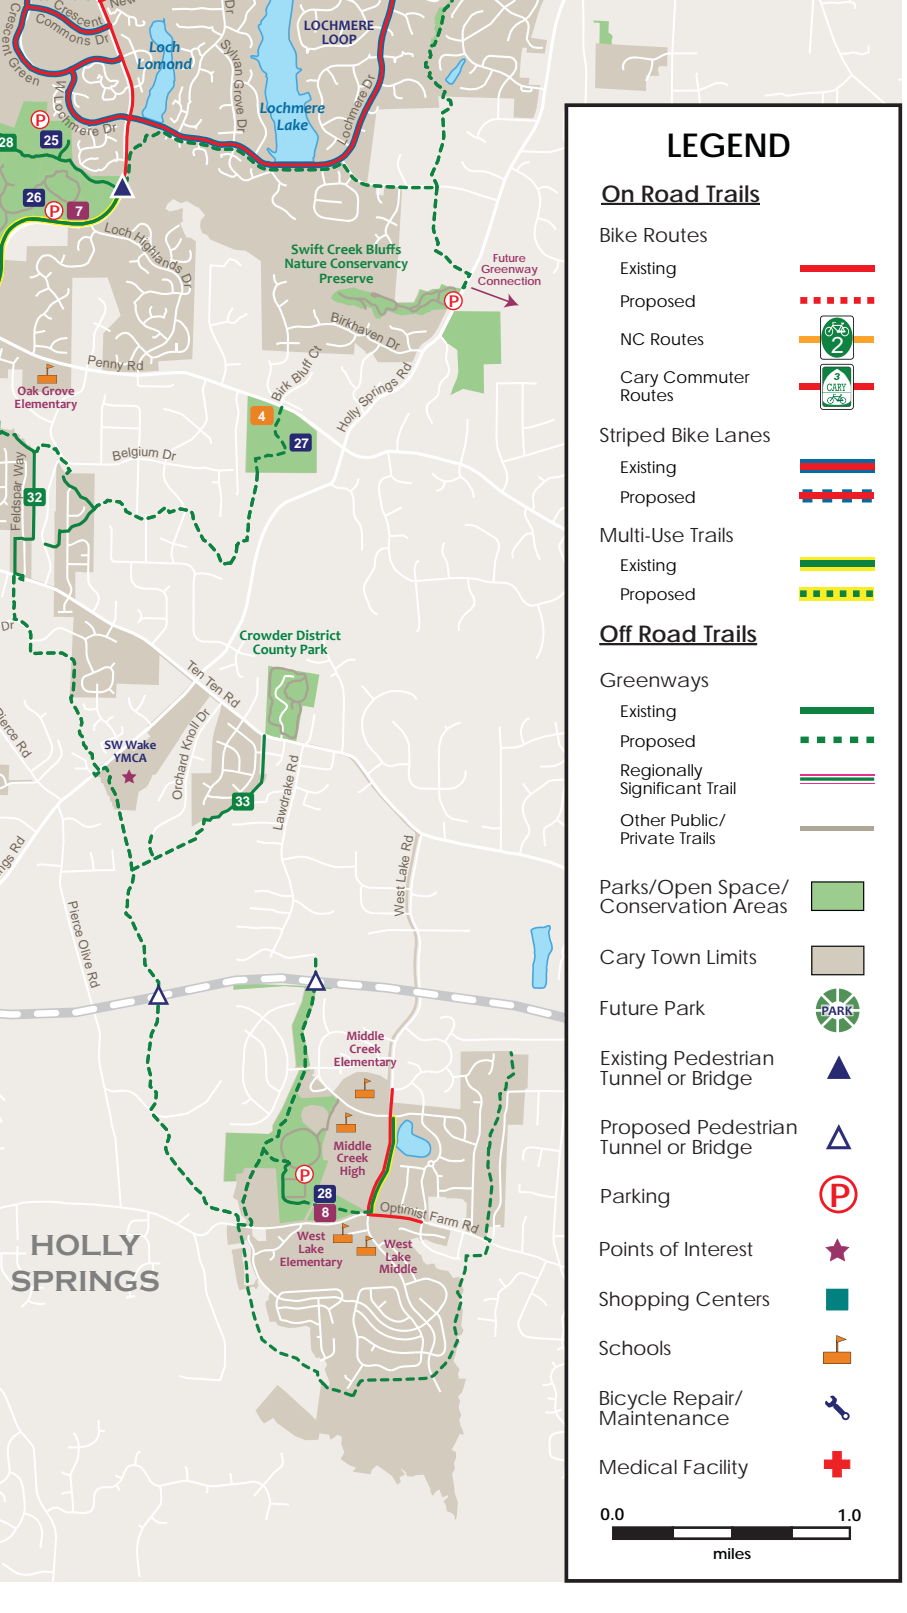 Crescent
New
Commons Dr
Crescent Green
Loch
Lomond
Dr
Sylvan Grove Dr
LOCHMERE
LOOP
Lochmere
Lake
Lochmere Dr
W Lochmere Dr
P
28
25
26
P
7
Loch Highlands Dr
Swift Creek Bluffs
Nature Conservancy
Preserve
Future
Greenway
Connection
P
Birkhaven Dr
Penny Rd
Birk Bluff Ct
Holly Springs Rd
Oak Grove
Elementary
4
27
Belgium Dr
Feldspar Way
32
Dr
Crowder District
County Park
Ten Ten Rd
Pierce Rd
SW Wake
YMCA
Orchard Knoll Dr
Lawdrake Rd
33
ngs Rd
West Lake Rd
Pierce Olive Rd
Middle
Creek
Elementary
Middle
Creek
High
P
28
8
Optimist Farm Rd
West
Lake
Elementary
West
Lake
Middle
HOLLY
SPRINGS
LEGEND
On Road Trails
Bike Routes
Existing
Proposed
NC Routes
2
Cary Commuter
Routes
3
CARY
Striped Bike Lanes
Existing
Proposed
Multi-Use Trails
Existing
Proposed
Off Road Trails
Greenways
Existing
Proposed
Regionally
Significant Trail
Other Public/
Private Trails
Parks/Open Space/
Conservation Areas
Cary Town Limits
Future Park
PARK
Existing Pedestrian
Tunnel or Bridge
Proposed Pedestrian
Tunnel or Bridge
Parking
P
Points of Interest
Shopping Centers
Schools
Bicycle Repair/
Maintenance
Medical Facility
0.0
1.0
miles